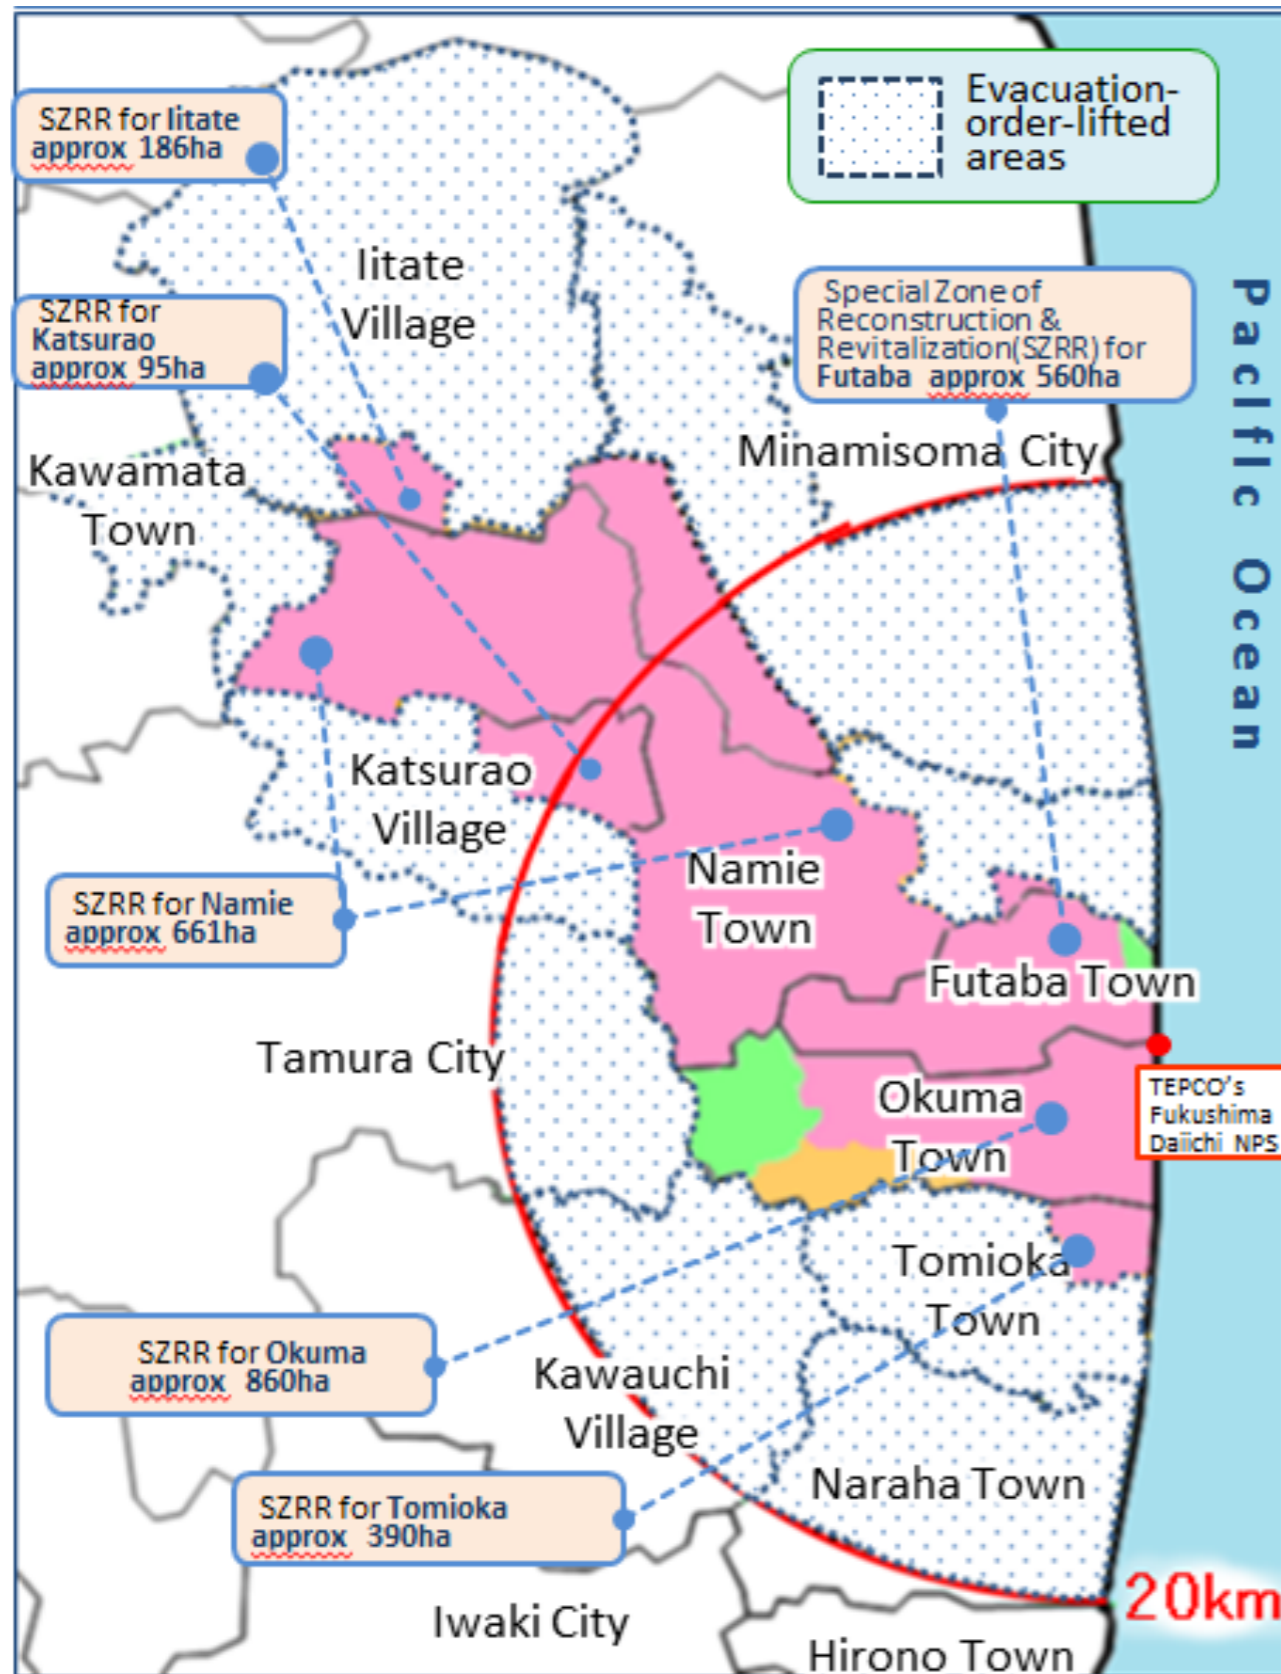 Evacuation-
order-lifted
areas
SZRR for Iitate
approx 186ha
Iitate
Village
SZRR for
Katsurao
approx 95ha
Special Zone of
Reconstruction &
Revitalization(SZRR) for
Futaba approx 560ha
Pacific Ocean
Minamisoma City
Kawamata
Town
Katsurao
Village
Namie
Town
SZRR for Namie
approx 661ha
Futaba Town
Tamura City
TEPCO's
Fukushima
Daiichi NPS
Okuma
Town
Tomioka
Town
SZRR for Okuma
approx 860ha
Kawauchi
Village
Naraha Town
SZRR for Tomioka
approx 390ha
20km
Iwaki City
Hirono Town